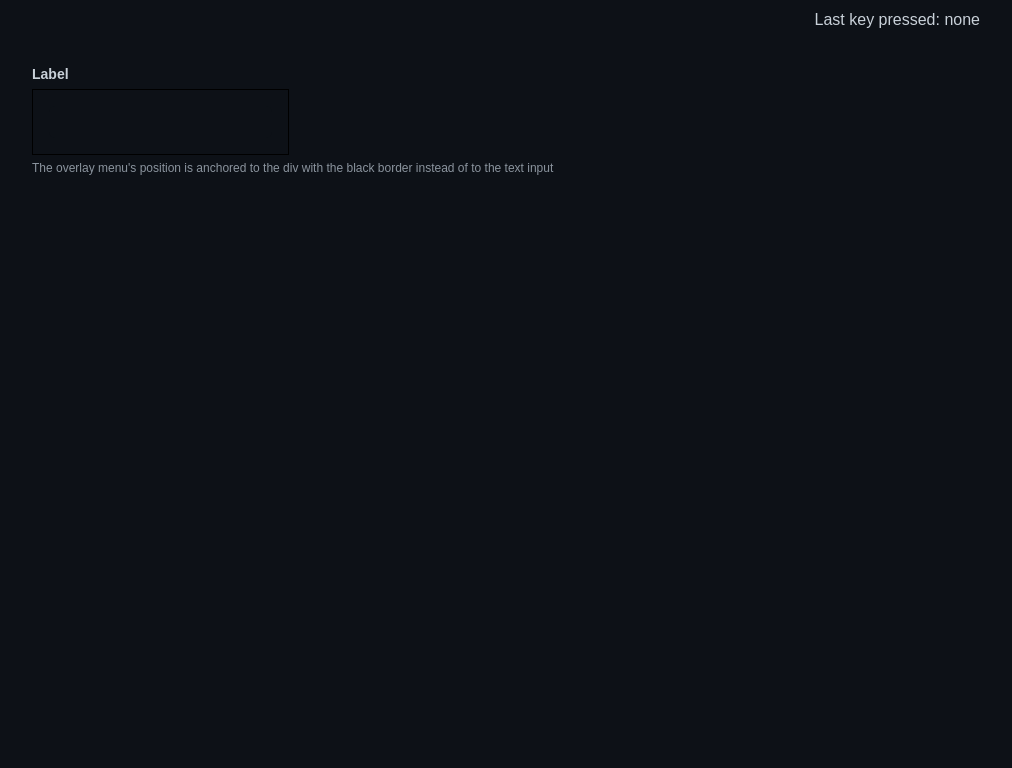 Last key pressed: none
Label
The overlay menu's position is anchored to the div with the black border instead of to the text input